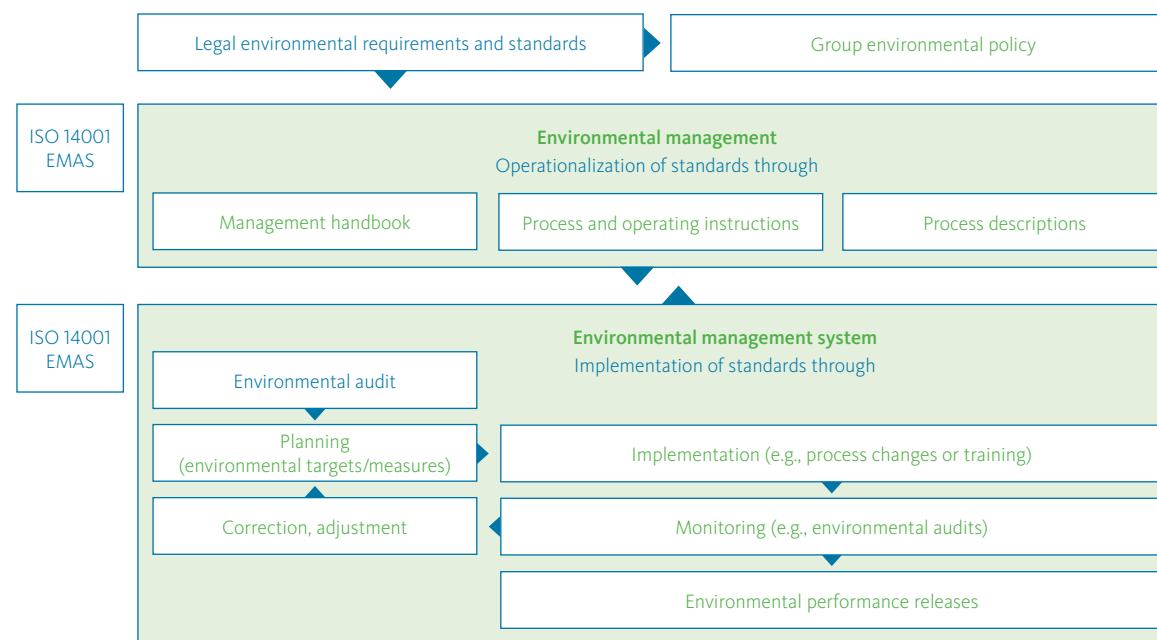 Legal environmental requirements and standards
Group environmental policy
ISO 14001
EMAS
Environmental management
Operationalization of standards through
Management handbook
Process and operating instructions
Process descriptions
ISO 14001
EMAS
Environmental management system
Implementation of standards through
Environmental audit
Planning
(environmental targets/measures)
Implementation (e.g., process changes or training)
Correction, adjustment
Monitoring (e.g., environmental audits)
Environmental performance releases